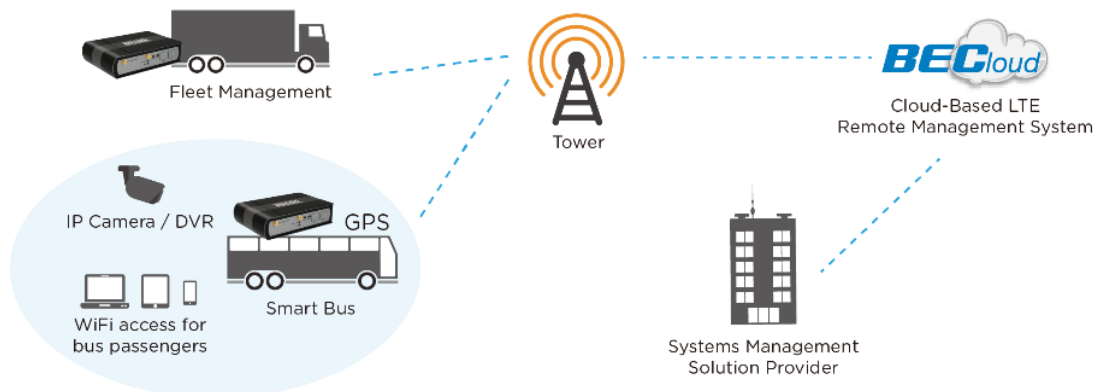 Fleet Management
Tower
BECloud
Cloud-Based LTE
Remote Management System
IP Camera / DVR
GPS
Smart Bus
WiFi access for
bus passengers
Systems Management
Solution Provider